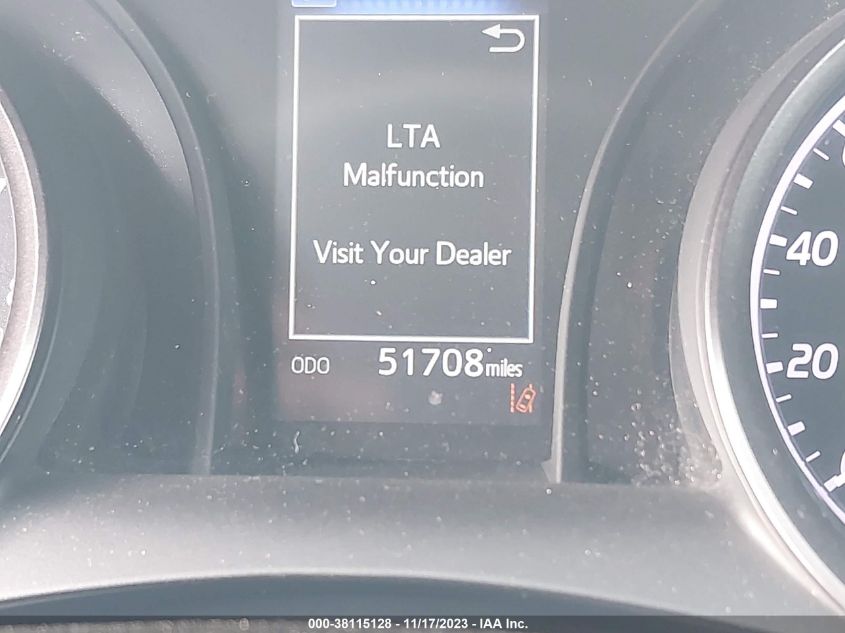 LTA
Malfunction
Visit Your Dealer
ODO 51708 miles
40
20
000-38115128 - 11/17/2023 - IAA Inc.